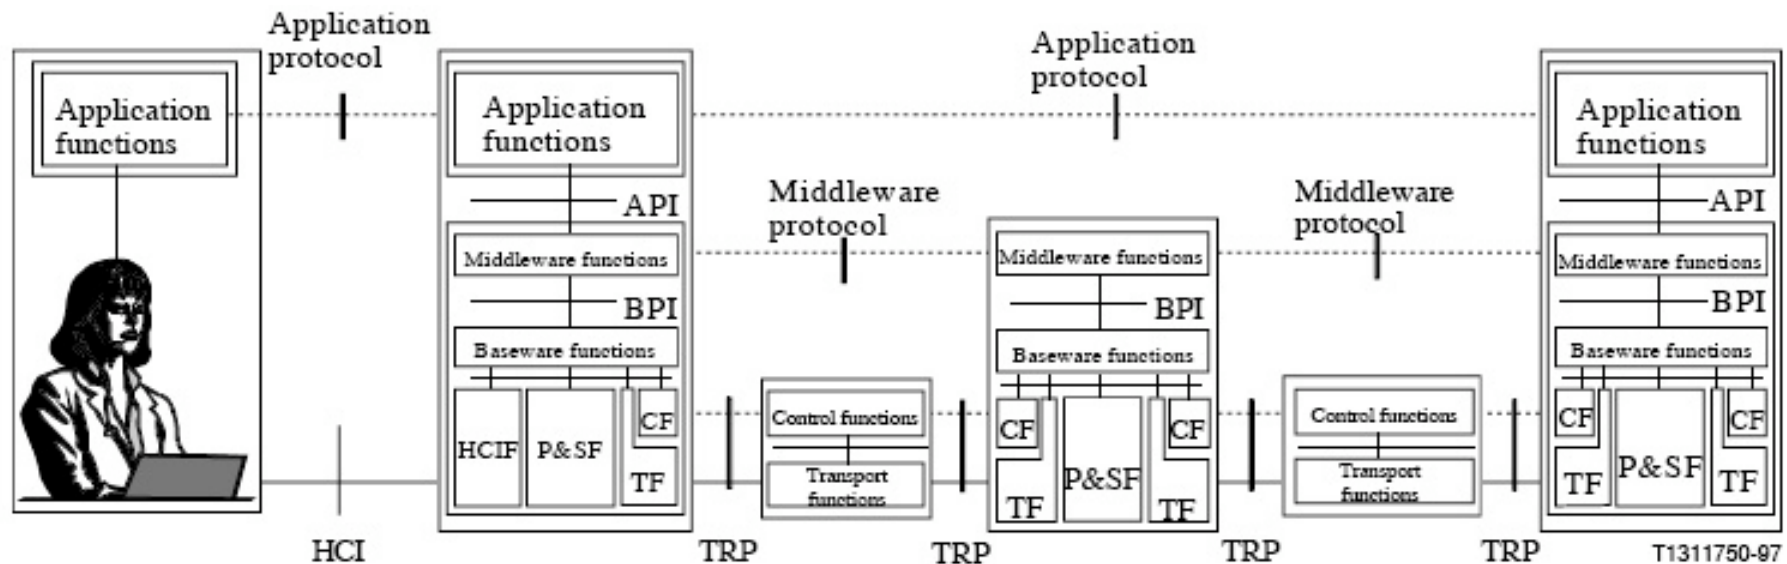 Application
protocol
Application
functions
HCI
Application
functions
API
Middleware functions
BPI
Baseware functions
HCIF
P&SF
CF
TF
TRP
Application
protocol
Middleware
protocol
Control functions
Transport
functions
TRP
Middleware functions
BPI
Baseware functions
CF
TF
P&SF
CF
TF
TRP
Middleware
protocol
Control functions
Transport
functions
TRP
Application
functions
API
Middleware functions
BPI
Baseware functions
CF
TF
P&SF
CF
TF
T1311750-97